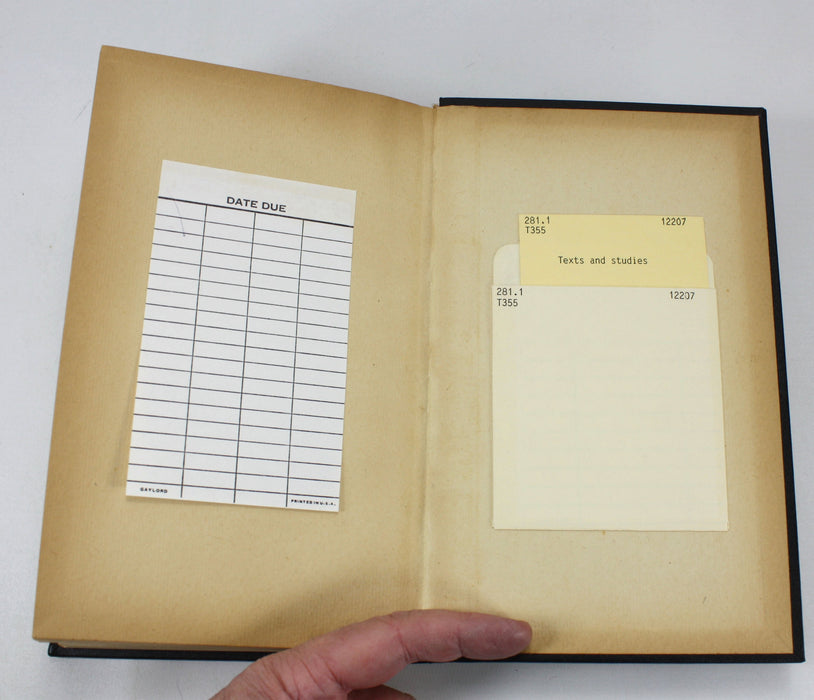 DATE DUE
GAYLORD
PRINTED IN U.S.A.
281.1 12207
T355
Texts and studies
281.1 12207
T355